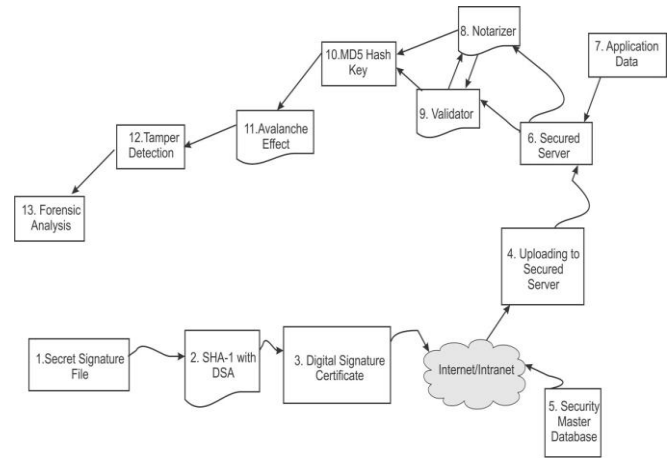 8. Notarizer
7. Application
Data
10.MD5 Hash
Key
9. Validator
11.Avalanche
Effect
12.Tamper
Detection
6. Secured
Server
13. Forensic
Analysis
4. Uploading to
Secured
Server
1.Secret Signature
File
2. SHA-1 with
DSA
3. Digital Signature
Certificate
Internet/Intranet
5. Security
Master
Database